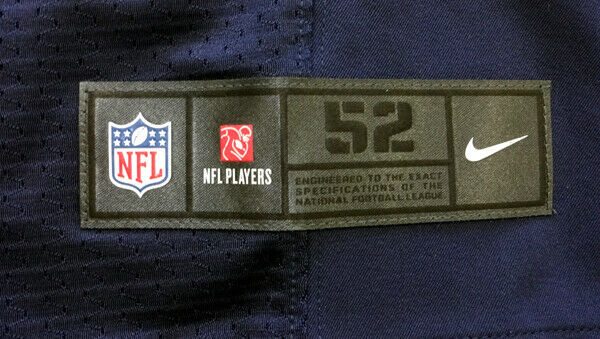 NFL
NFL PLAYERS
52
ENGINEERED TO THE EXACT
SPECIFICATIONS OF THE
NATIONAL FOOTBALL LEAGUE